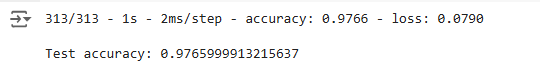 313/313 - 1s - 2ms/step - accuracy: 0.9766 - loss: 0.0790
Test accuracy: 0.9765999913215637